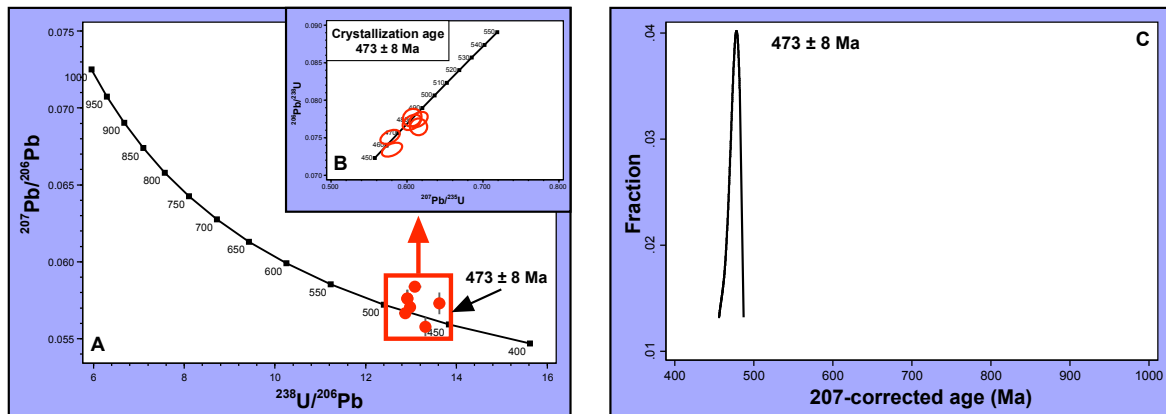 0.075
0.070
0.065
0.060
0.055
²⁰⁷Pb/²⁰⁶Pb
1000
950
900
850
800
750
700
650
600
550
500
450
400
473 ± 8 Ma
A
6 8 10 12 14 16
²³⁸U/²⁰⁶Pb
Crystallization age
473 ± 8 Ma
0.090
0.085
0.080
0.075
0.070
²⁰⁶Pb/²³⁸U
550
540
530
520
510
490
460
450
B
0.500 0.600 0.700 0.800
²⁰⁷Pb/²³⁵U
473 ± 8 Ma
C
.04
.03
.02
.01
Fraction
400 500 600 700 800 900 1000
207-corrected age (Ma)